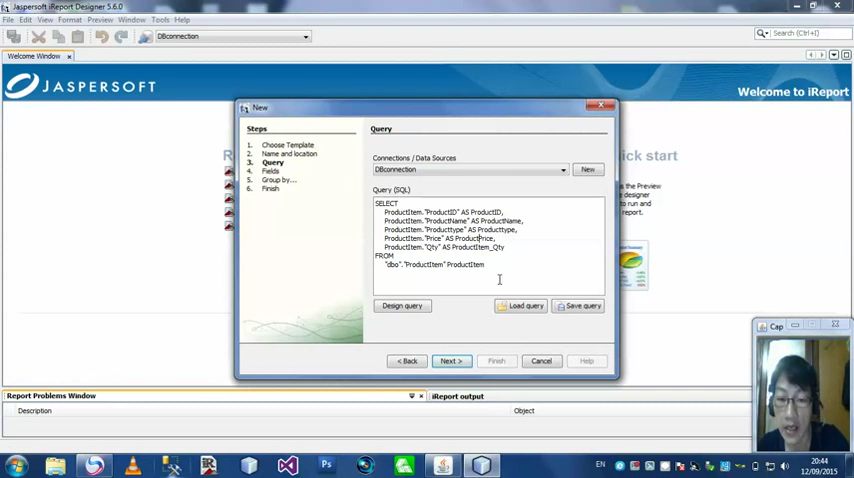 Jaspersoft iReport Designer 5.6.0
File Edit View Format Preview Window Tools Help
DBconnection
Search (Ctrl+I)
Welcome Window
JASPERSOFT
Welcome to iReport
New
Steps
1. Choose Template
2. Name and location
3. Query
4. Fields
5. Group by...
6. Finish
Query
Connections / Data Sources
DBconnection
New
Query (SQL)
SELECT
ProductItem."ProductID" AS ProductID,
ProductItem."ProductName" AS ProductName,
ProductItem."Producttype" AS Producttype,
ProductItem."Price" AS ProductPrice,
ProductItem."Qty" AS ProductItem_Qty
FROM
"dbo"."ProductItem" ProductItem
Design query
Load query
Save query
< Back
Next >
Finish
Cancel
Help
R
ick start
s the Preview
e designer
to run and
report.
Report Problems Window
iReport output
Description
Object
Cap
Ps
EN
20:44
12/09/2015